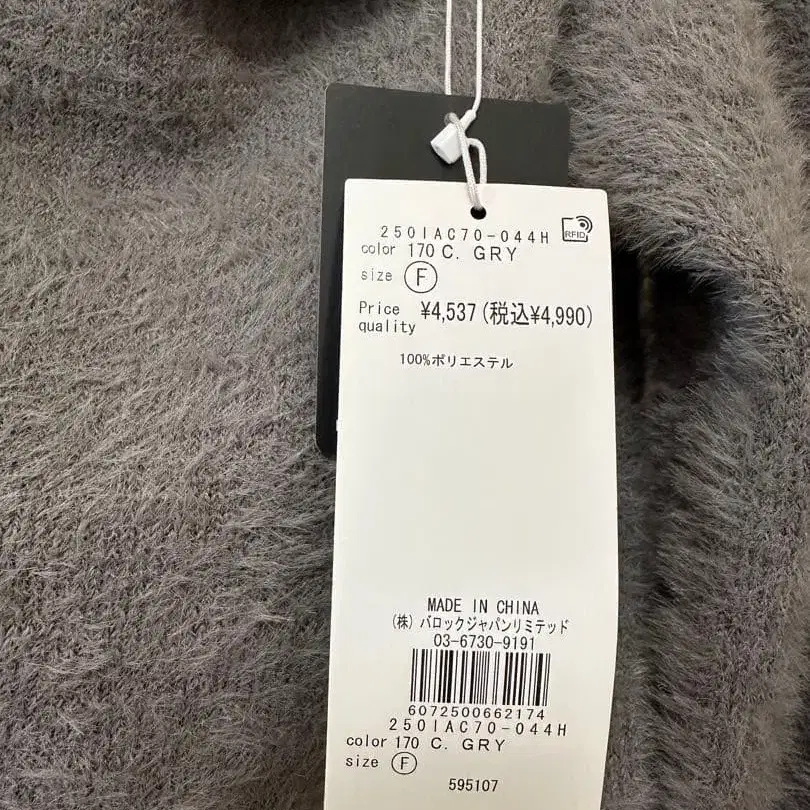 250IAC70-044H
RFID
color 170 C. GRY
size F
Price ¥4,537(税込¥4,990)
quality
100%ポリエステル
MADE IN CHINA
(株) バロックジャパンリミテッド
03-6730-9191
6072500662174
250IAC70-044H
color 170 C. GRY
size F
595107